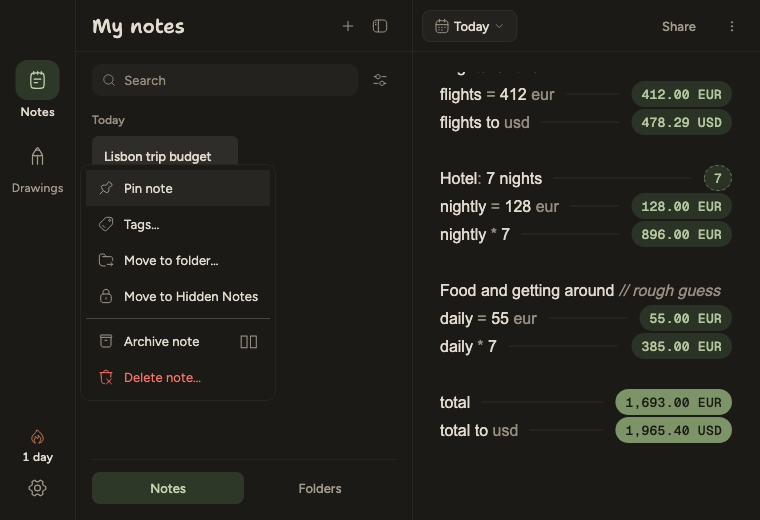 My notes
Search
Today
Lisbon trip budget
Pin note
Tags...
Move to folder...
Move to Hidden Notes
Archive note
Delete note...
Notes
Drawings
1 day
Notes
Folders
Today
Share
flights = 412 eur 412.00 EUR
flights to usd 478.29 USD
Hotel: 7 nights 7
nightly = 128 eur 128.00 EUR
nightly * 7 896.00 EUR
Food and getting around // rough guess
daily = 55 eur 55.00 EUR
daily * 7 385.00 EUR
total 1,693.00 EUR
total to usd 1,965.40 USD